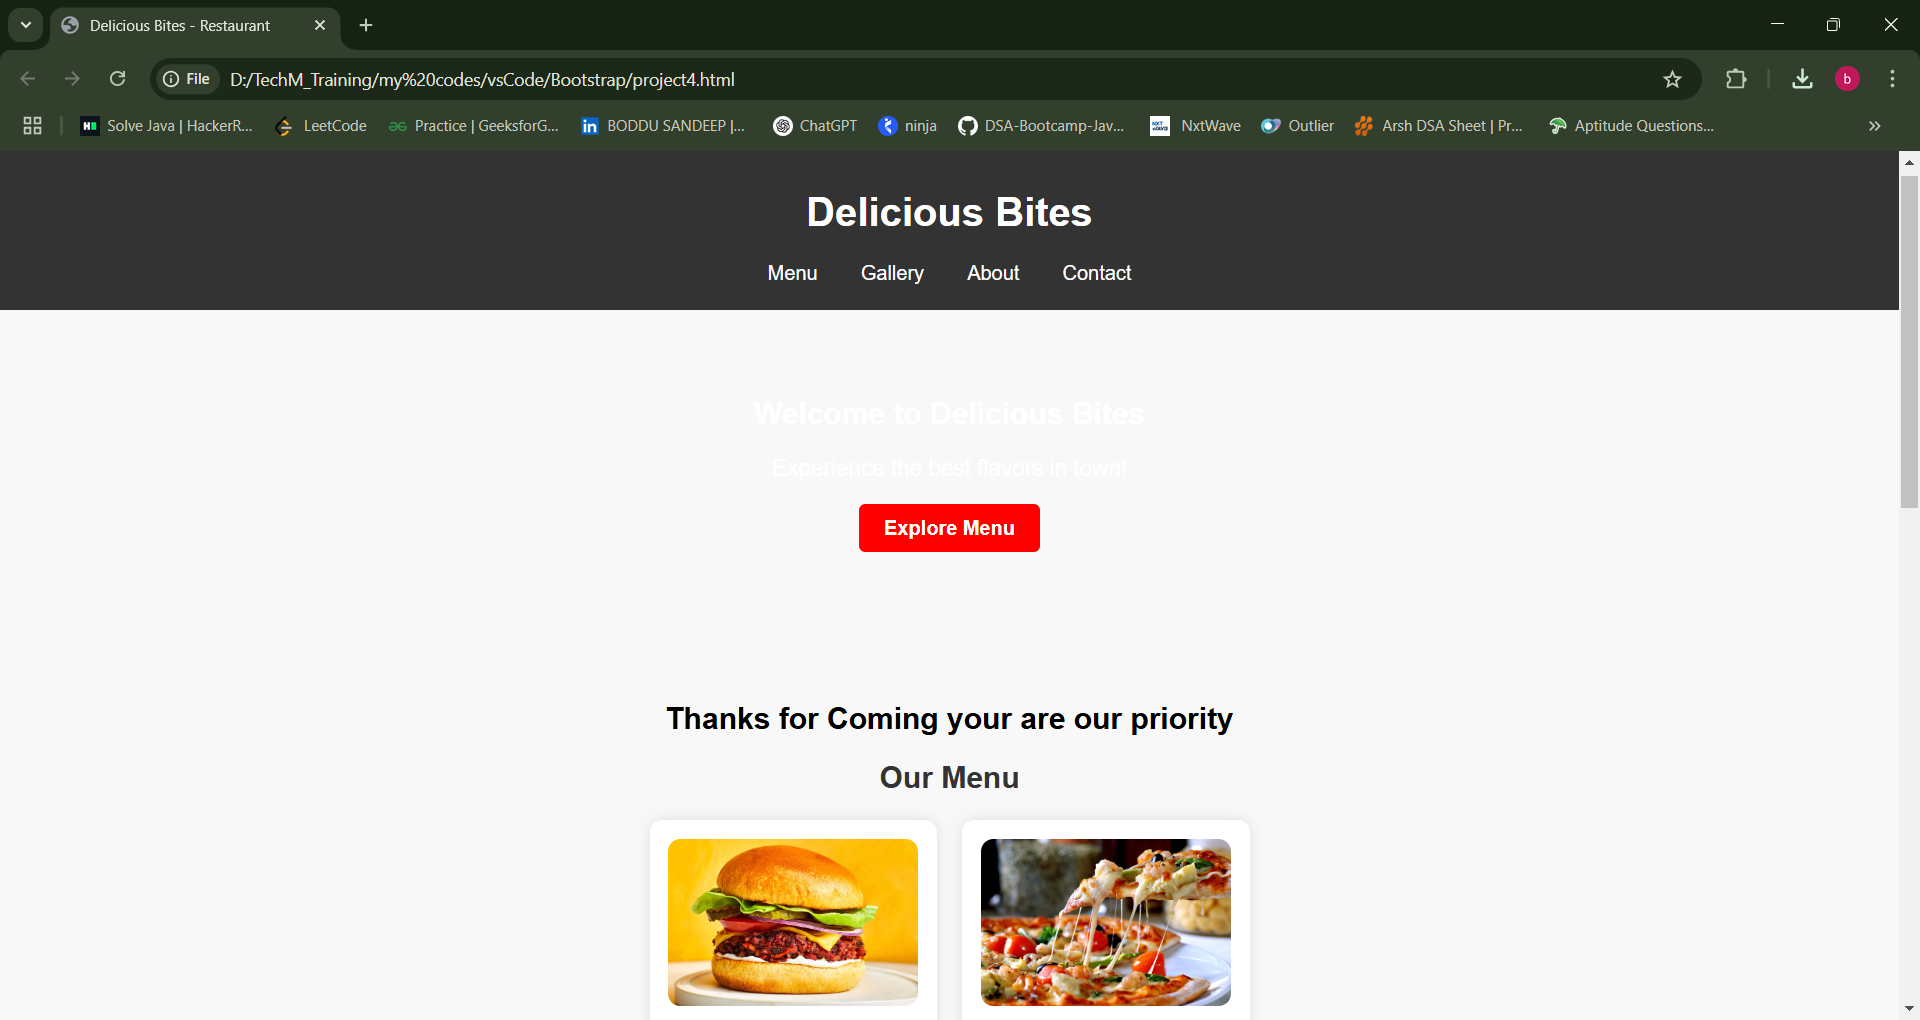 Delicious Bites - Restaurant
File D:/TechM_Training/my%20codes/vsCode/Bootstrap/project4.html b
Solve Java | HackerR... LeetCode Practice | GeeksforG... BODDU SANDEEP |... ChatGPT ninja DSA-Bootcamp-Jav... NxtWave Outlier Arsh DSA Sheet | Pr... Aptitude Questions...
Delicious Bites
Menu Gallery About Contact
Welcome to Delicious Bites
Experience the best flavors in town!
Explore Menu
Thanks for Coming your are our priority
Our Menu